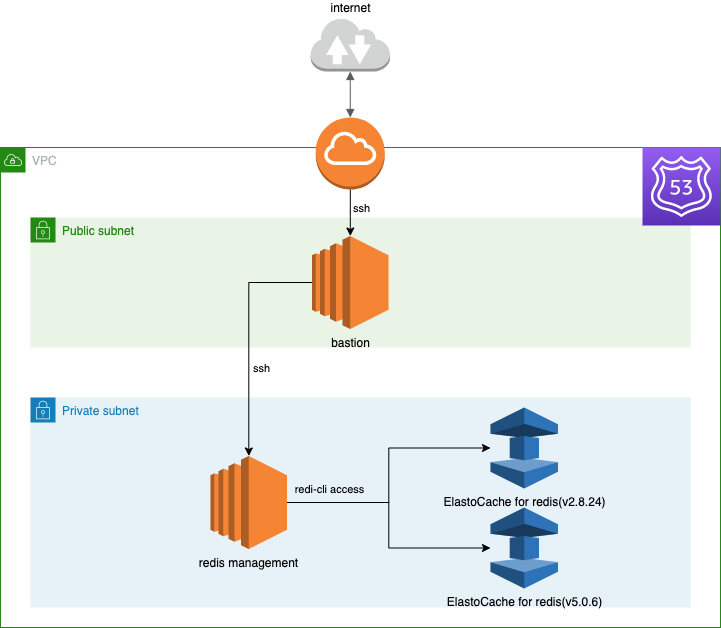 internet
VPC
53
ssh
Public subnet
bastion
ssh
Private subnet
redi-cli access
ElastoCache for redis(v2.8.24)
redis management
ElastoCache for redis(v5.0.6)